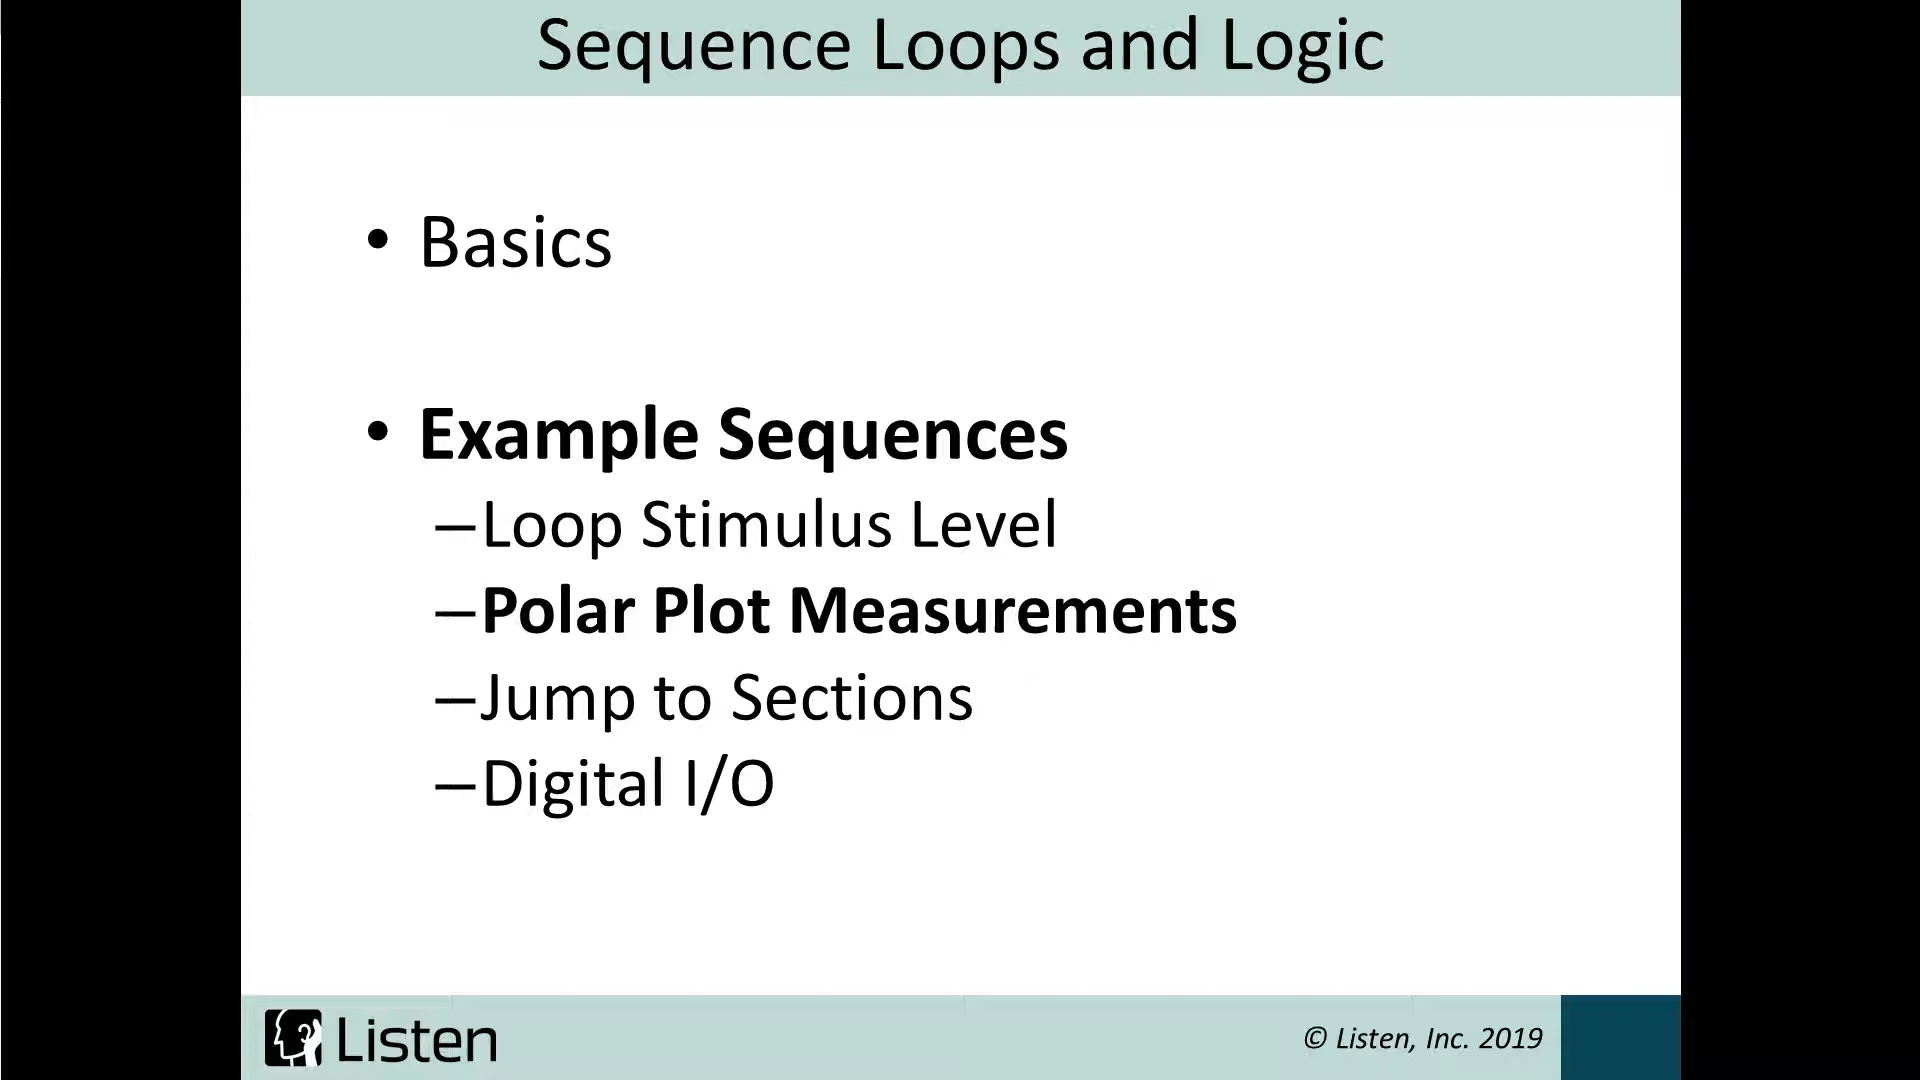 Sequence Loops and Logic
• Basics
• Example Sequences
–Loop Stimulus Level
–Polar Plot Measurements
–Jump to Sections
–Digital I/O
Listen
© Listen, Inc. 2019